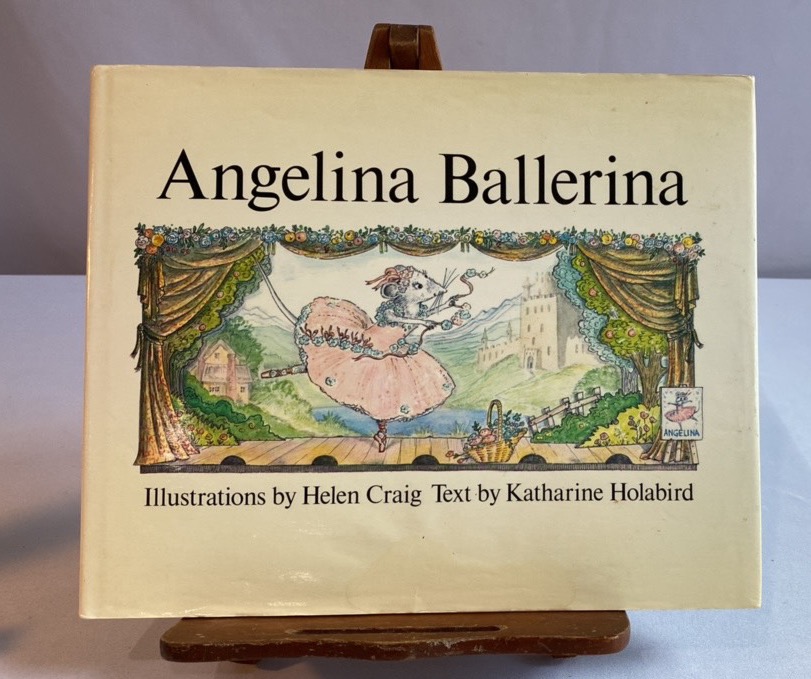 Angelina Ballerina
ANGELINA
Illustrations by Helen Craig Text by Katharine Holabird